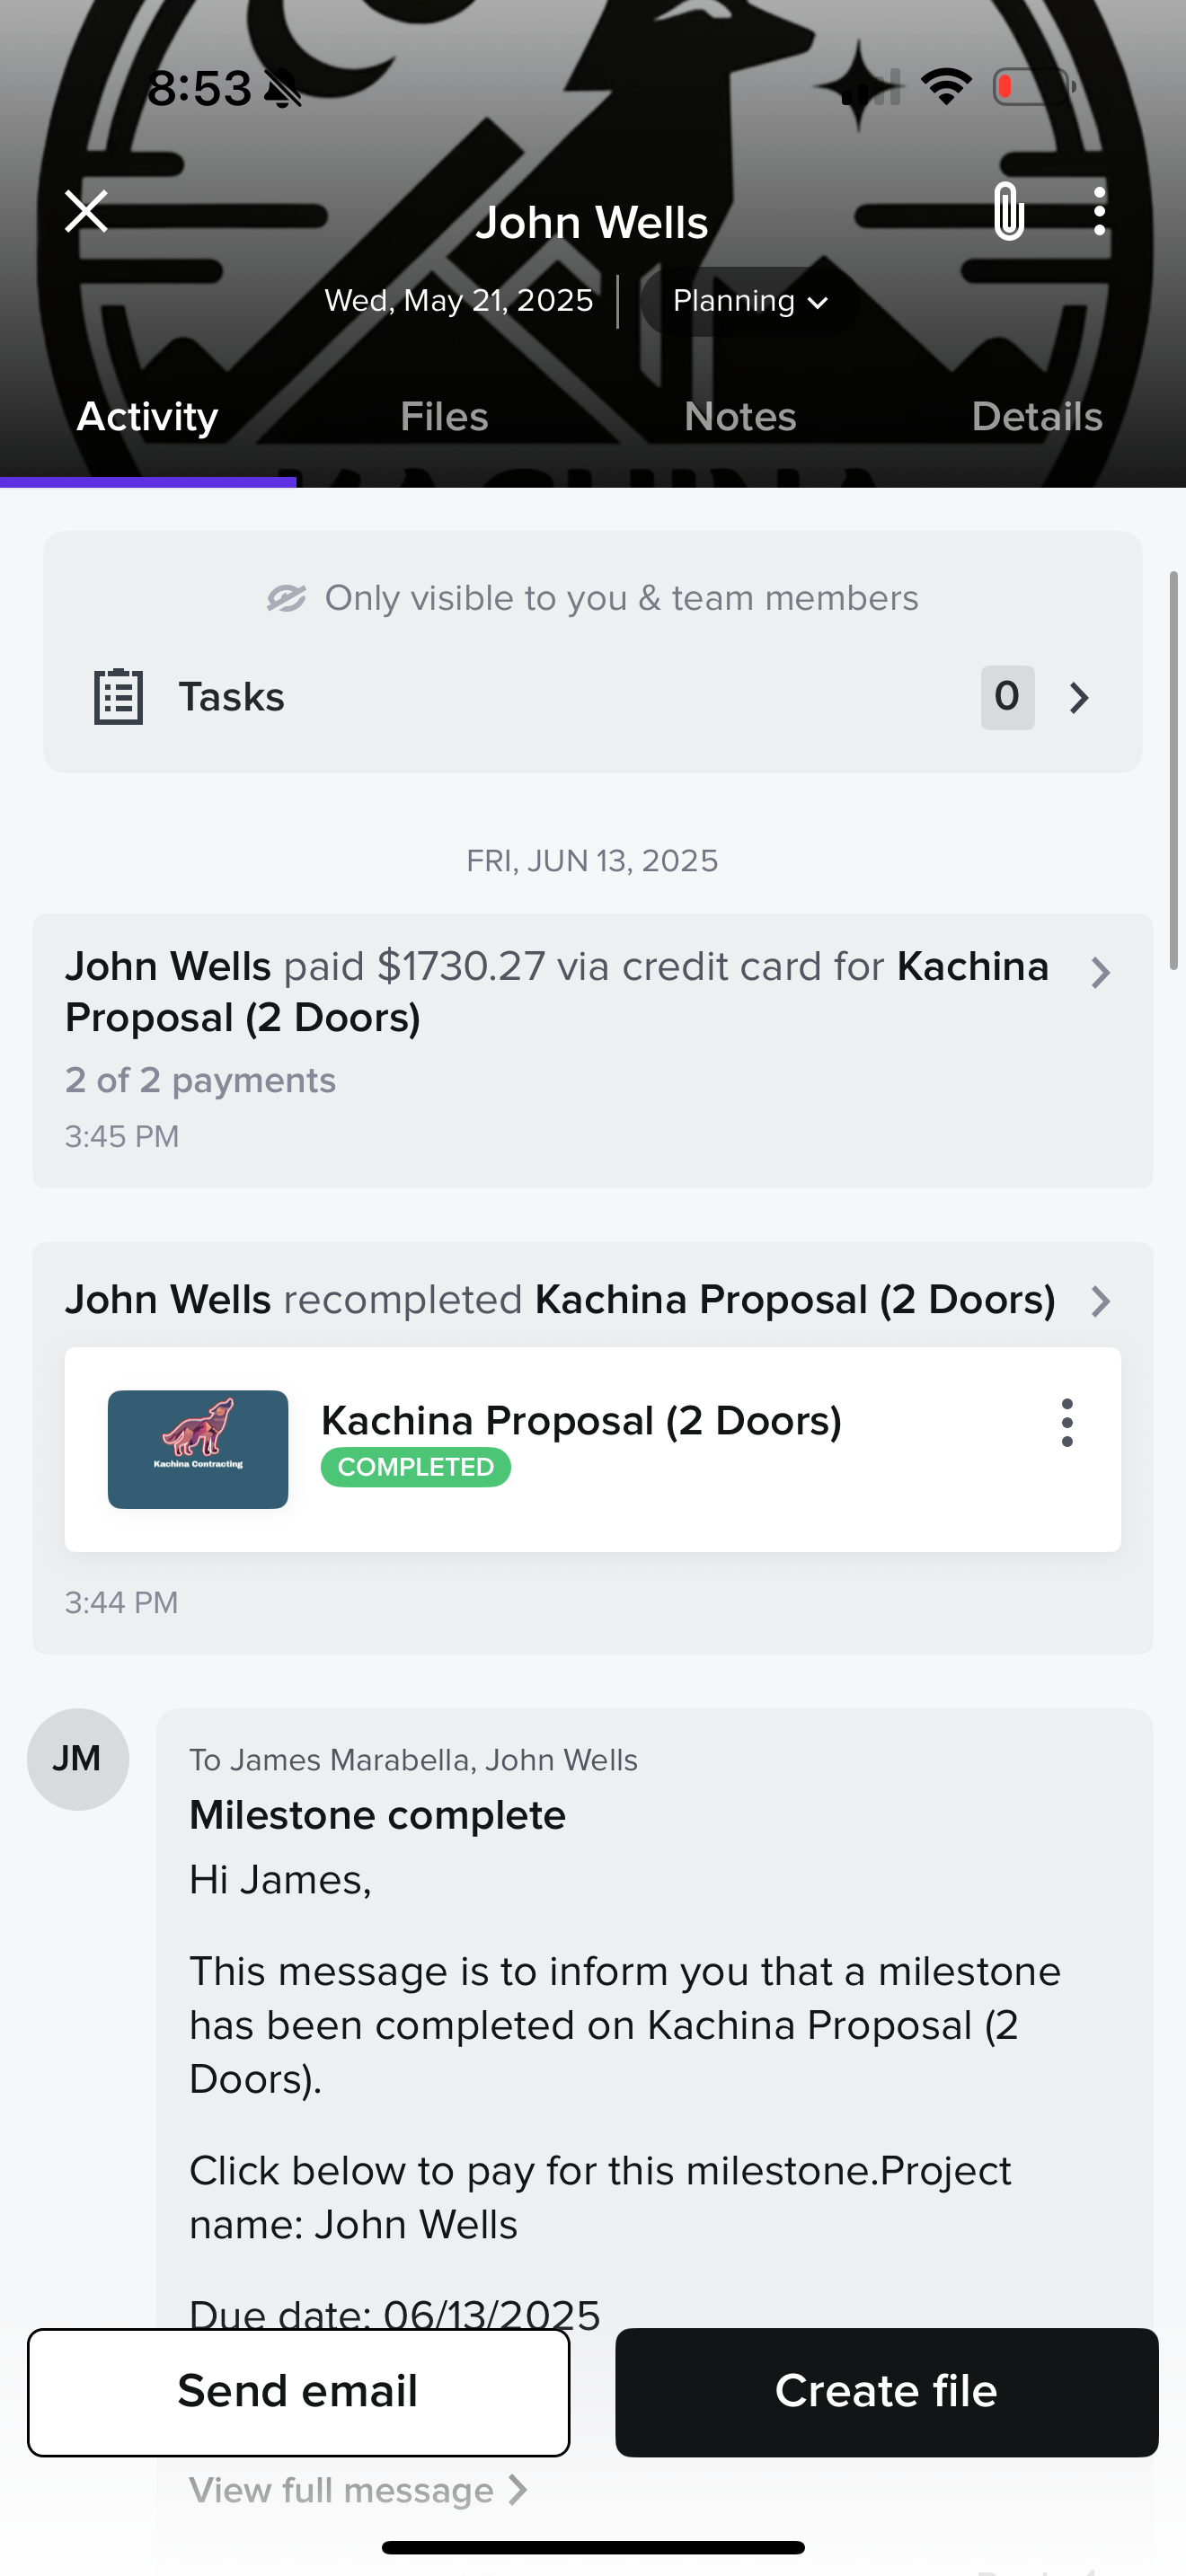 8:53
John Wells
Wed, May 21, 2025
Planning
Activity
Files
Notes
Details
Only visible to you & team members
Tasks
0
FRI, JUN 13, 2025
John Wells paid $1730.27 via credit card for Kachina
Proposal (2 Doors)
2 of 2 payments
3:45 PM
John Wells recompleted Kachina Proposal (2 Doors)
Kachina Contracting
Kachina Proposal (2 Doors)
COMPLETED
3:44 PM
JM
To James Marabella, John Wells
Milestone complete
Hi James,
This message is to inform you that a milestone
has been completed on Kachina Proposal (2
Doors).
Click below to pay for this milestone.Project
name: John Wells
Due date: 06/13/2025
Send email
Create file
View full message